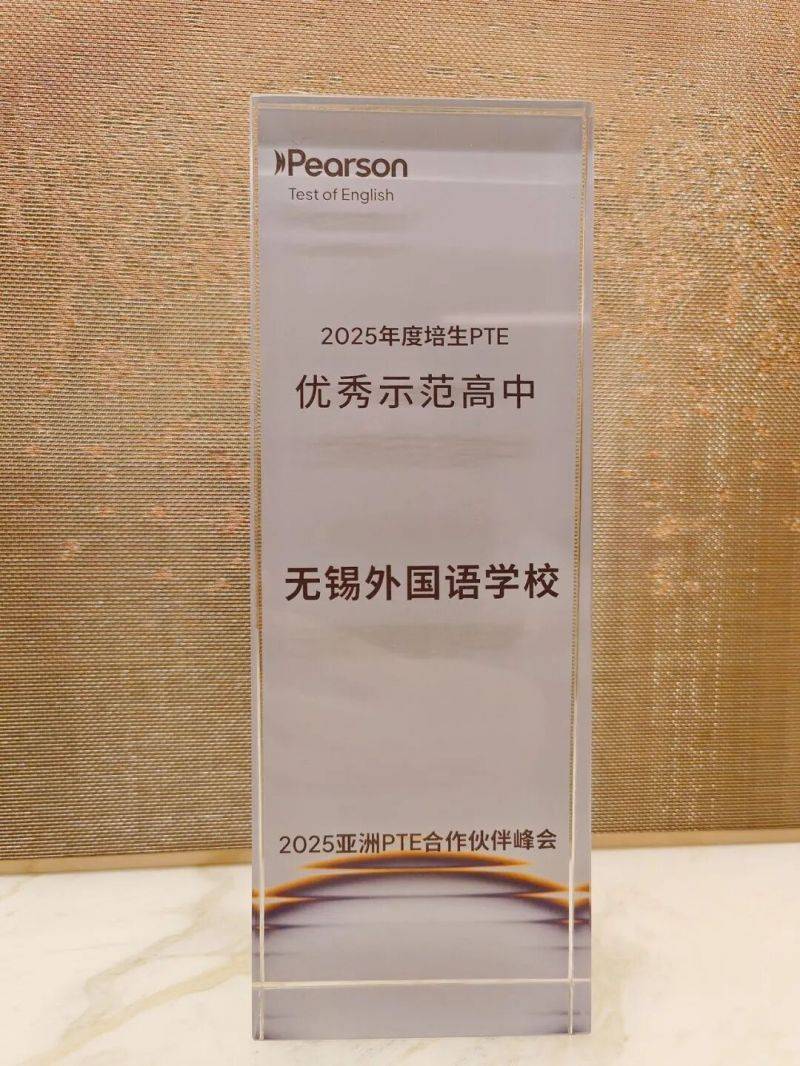 Pearson
Test of English
2025年度培生PTE
优秀示范高中
无锡外国语学校
2025亚洲PTE合作伙伴峰会